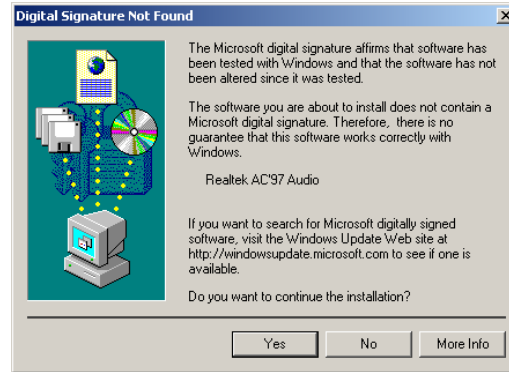 Digital Signature Not Found
The Microsoft digital signature affirms that software has
been tested with Windows and that the software has not
been altered since it was tested.
The software you are about to install does not contain a
Microsoft digital signature. Therefore, there is no
guarantee that this software works correctly with
Windows.
Realtek AC'97 Audio
If you want to search for Microsoft digitally signed
software, visit the Windows Update Web site at
http://windowsupdate.microsoft.com to see if one is
available.
Do you want to continue the installation?
Yes No More Info